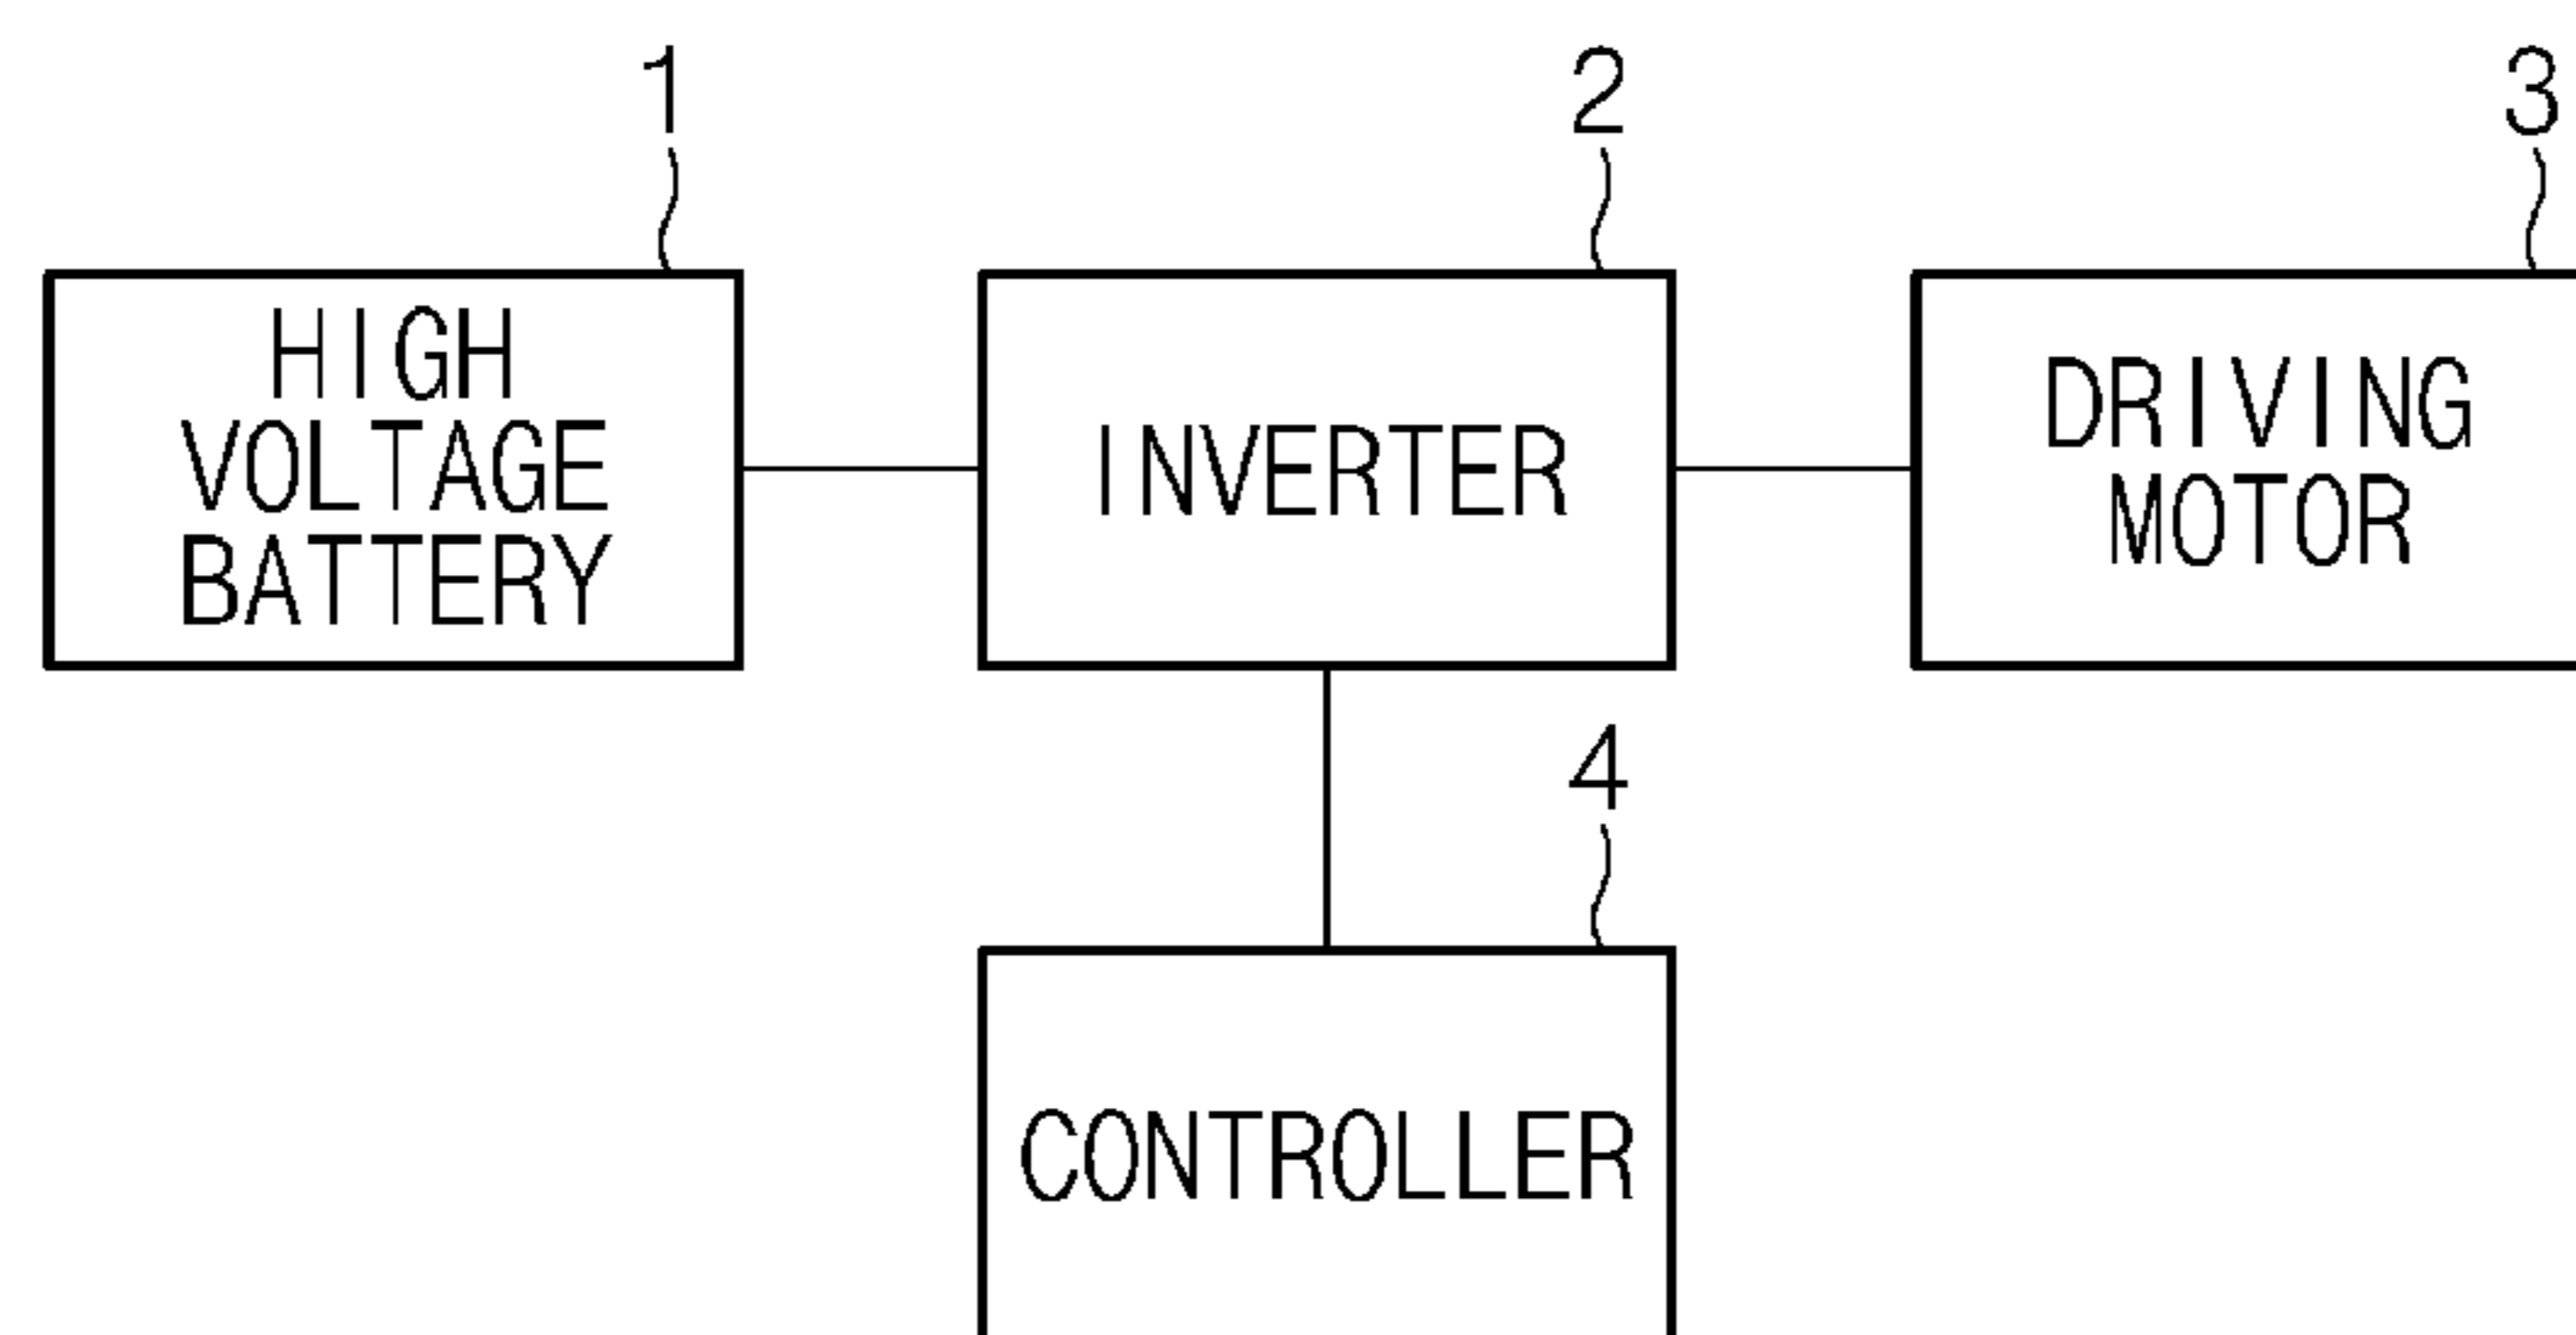 1
2
3
HIGH
VOLTAGE
BATTERY
INVERTER
DRIVING
MOTOR
4
CONTROLLER